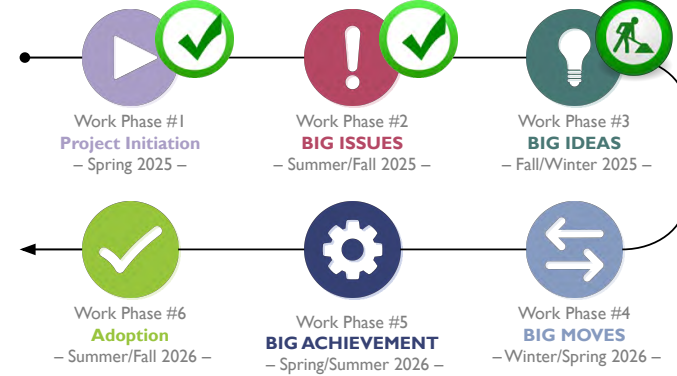 Work Phase #1
Project Initiation
– Spring 2025 –
Work Phase #2
BIG ISSUES
– Summer/Fall 2025 –
Work Phase #3
BIG IDEAS
– Fall/Winter 2025 –
Work Phase #4
BIG MOVES
– Winter/Spring 2026 –
Work Phase #5
BIG ACHIEVEMENT
– Spring/Summer 2026 –
Work Phase #6
Adoption
– Summer/Fall 2026 –